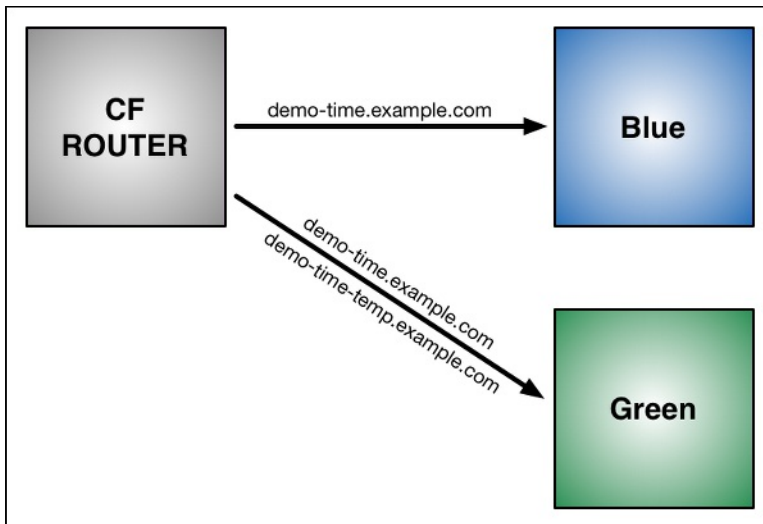 CF
ROUTER
demo-time.example.com
Blue
demo-time.example.com
demo-time-temp.example.com
Green